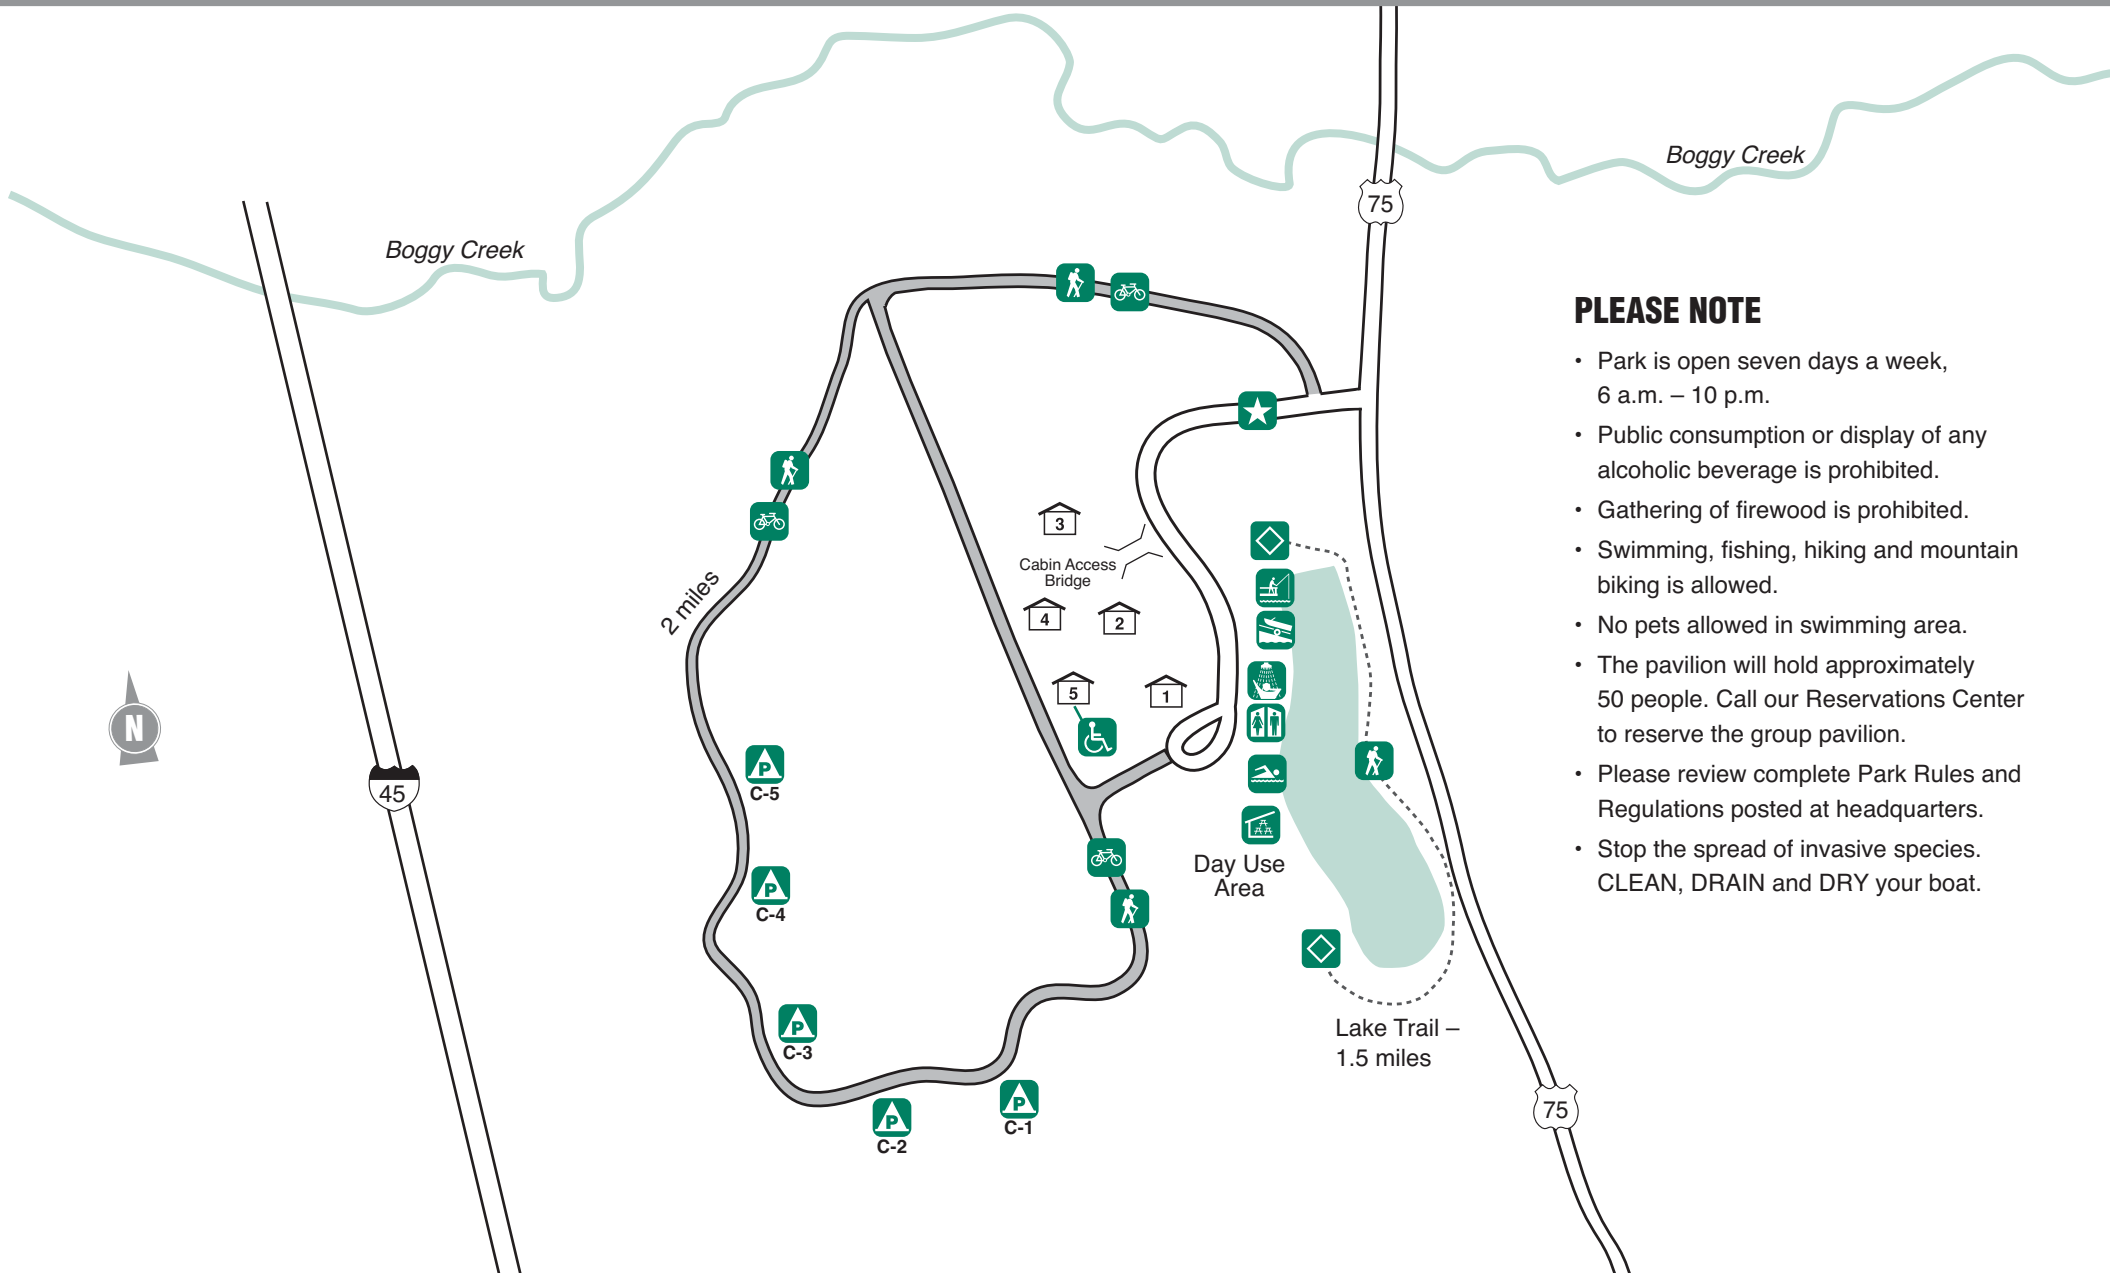 Boggy Creek
75
Boggy Creek
PLEASE NOTE
• Park is open seven days a week,
6 a.m. – 10 p.m.
• Public consumption or display of any
alcoholic beverage is prohibited.
• Gathering of firewood is prohibited.
• Swimming, fishing, hiking and mountain
biking is allowed.
• No pets allowed in swimming area.
• The pavilion will hold approximately
50 people. Call our Reservations Center
to reserve the group pavilion.
• Please review complete Park Rules and
Regulations posted at headquarters.
• Stop the spread of invasive species.
CLEAN, DRAIN and DRY your boat.
3
Cabin Access
Bridge
2 miles
4
2
5
1
N
45
P
C-5
P
C-4
Day Use
Area
P
C-3
Lake Trail –
1.5 miles
P
C-1
P
C-2
75